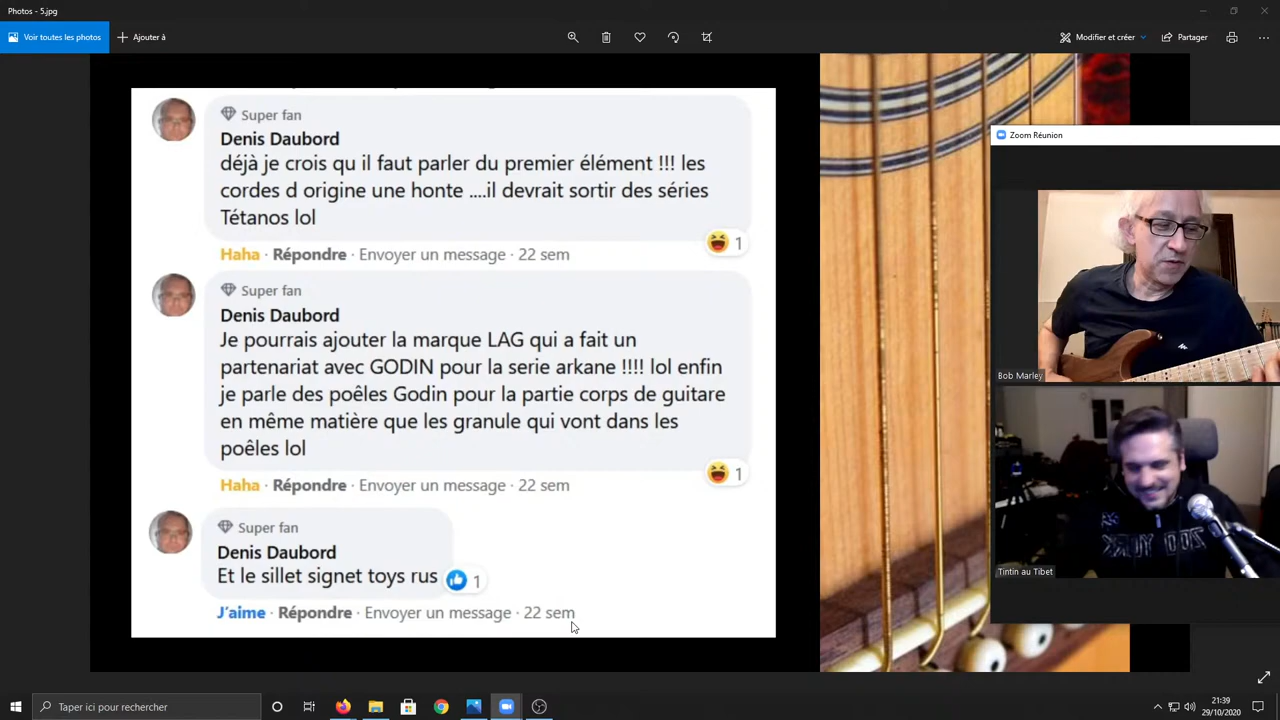 Photos - 5.jpg
Voir toutes les photos
Ajouter à
Modifier et créer
Partager
Super fan
Denis Daubord
déjà je crois qu il faut parler du premier élément !!! les
cordes d origine une honte ....il devrait sortir des séries
Tétanos lol
1
Haha · Répondre · Envoyer un message · 22 sem
Super fan
Denis Daubord
Je pourrais ajouter la marque LAG qui a fait un
partenariat avec GODIN pour la serie arkane !!!! lol enfin
je parle des poêles Godin pour la partie corps de guitare
en même matière que les granule qui vont dans les
poêles lol
1
Haha · Répondre · Envoyer un message · 22 sem
Super fan
Denis Daubord
Et le sillet signet toys rus
1
J'aime · Répondre · Envoyer un message · 22 sem
Zoom Réunion
Bob Marley
Tintin au Tibet
Taper ici pour rechercher
21:39
29/10/2020